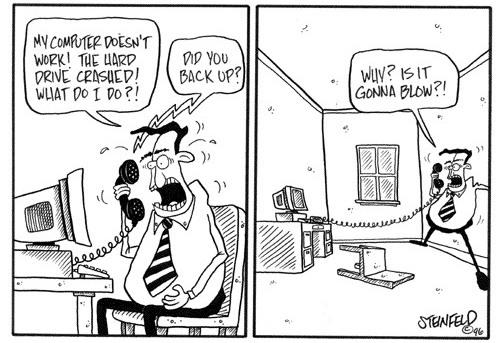 MY COMPUTER DOESN'T
WORK! THE HARD
DRIVE CRASHED!
WHAT DO I DO?!
DID YOU
BACK UP?
WHY? IS IT
GONNA BLOW?!
STEINFELD
©96